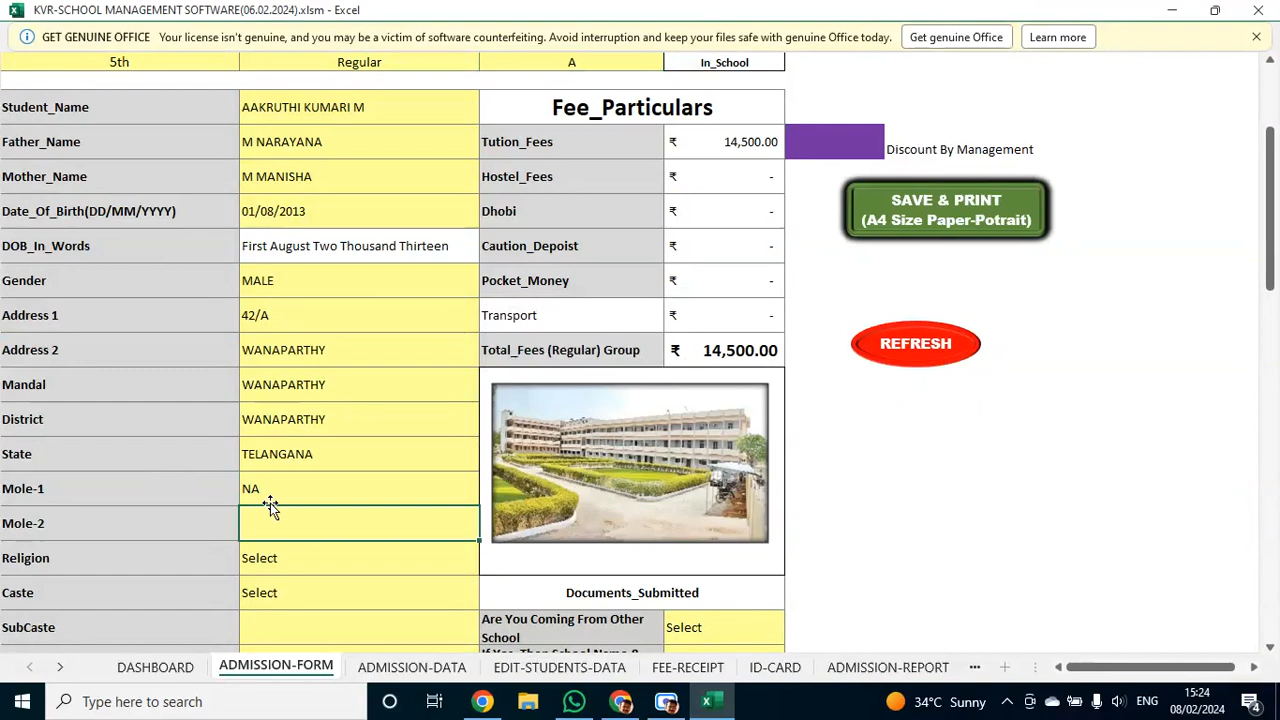 KVR-SCHOOL MANAGEMENT SOFTWARE(06.02.2024).xlsm - Excel
GET GENUINE OFFICE Your license isn't genuine, and you may be a victim of software counterfeiting. Avoid interruption and keep your files safe with genuine Office today. Get genuine Office Learn more
5th Regular A In_School
Student_Name AAKRUTHI KUMARI M Fee_Particulars
Father_Name M NARAYANA Tution_Fees ₹ 14,500.00
Discount By Management
Mother_Name M MANISHA Hostel_Fees ₹ -
SAVE & PRINT
(A4 Size Paper-Potrait)
Date_Of_Birth(DD/MM/YYYY) 01/08/2013 Dhobi ₹ -
DOB_In_Words First August Two Thousand Thirteen Caution_Depoist ₹ -
Gender MALE Pocket_Money ₹ -
Address 1 42/A Transport ₹ -
REFRESH
Address 2 WANAPARTHY Total_Fees (Regular) Group ₹ 14,500.00
Mandal WANAPARTHY
District WANAPARTHY
State TELANGANA
Mole-1 NA
Mole-2
Religion Select
Caste Select Documents_Submitted
SubCaste Are You Coming From Other
School Select
DASHBOARD ADMISSION-FORM ADMISSION-DATA EDIT-STUDENTS-DATA FEE-RECEIPT ID-CARD ADMISSION-REPORT
Type here to search 34°C Sunny ENG 15:24
08/02/2024 4